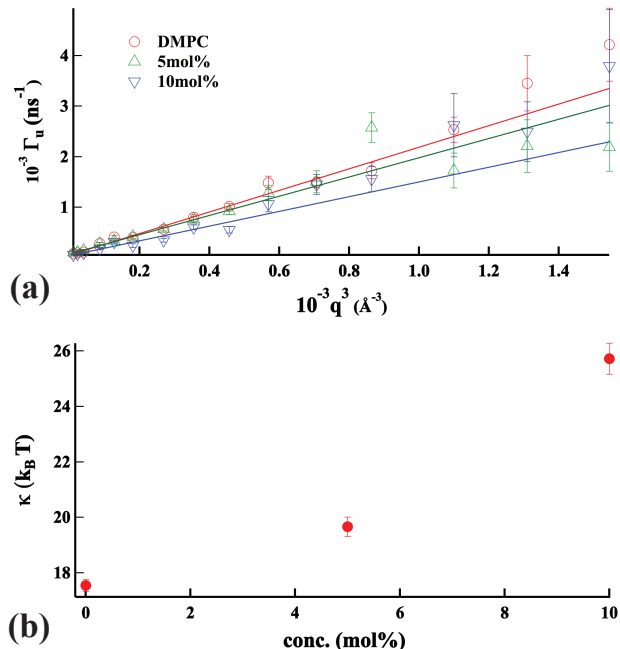 4
3
2
1
10⁻³ Γᵤ (ns⁻¹)
DMPC
5mol%
10mol%
0.2 0.4 0.6 0.8 1.0 1.2 1.4
10⁻³q³ (Å⁻³)
(a)
26
24
22
20
18
κ (k_B T)
0 2 4 6 8 10
conc. (mol%)
(b)